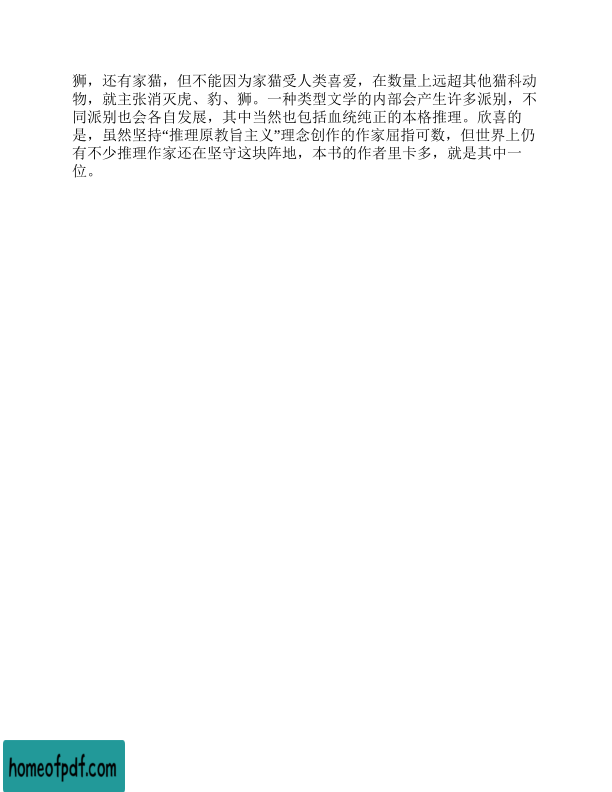 狮，还有家猫，但不能因为家猫受人类喜爱，在数量上远超其他猫科动
物，就主张消灭虎、豹、狮。一种类型文学的内部会产生许多派别，不
同派别也会各自发展，其中当然也包括血统纯正的本格推理。欣喜的
是，虽然坚持“推理原教旨主义”理念创作的作家屈指可数，但世界上仍
有不少推理作家还在坚守这块阵地，本书的作者里卡多，就是其中一
位。
homeofpdf.com